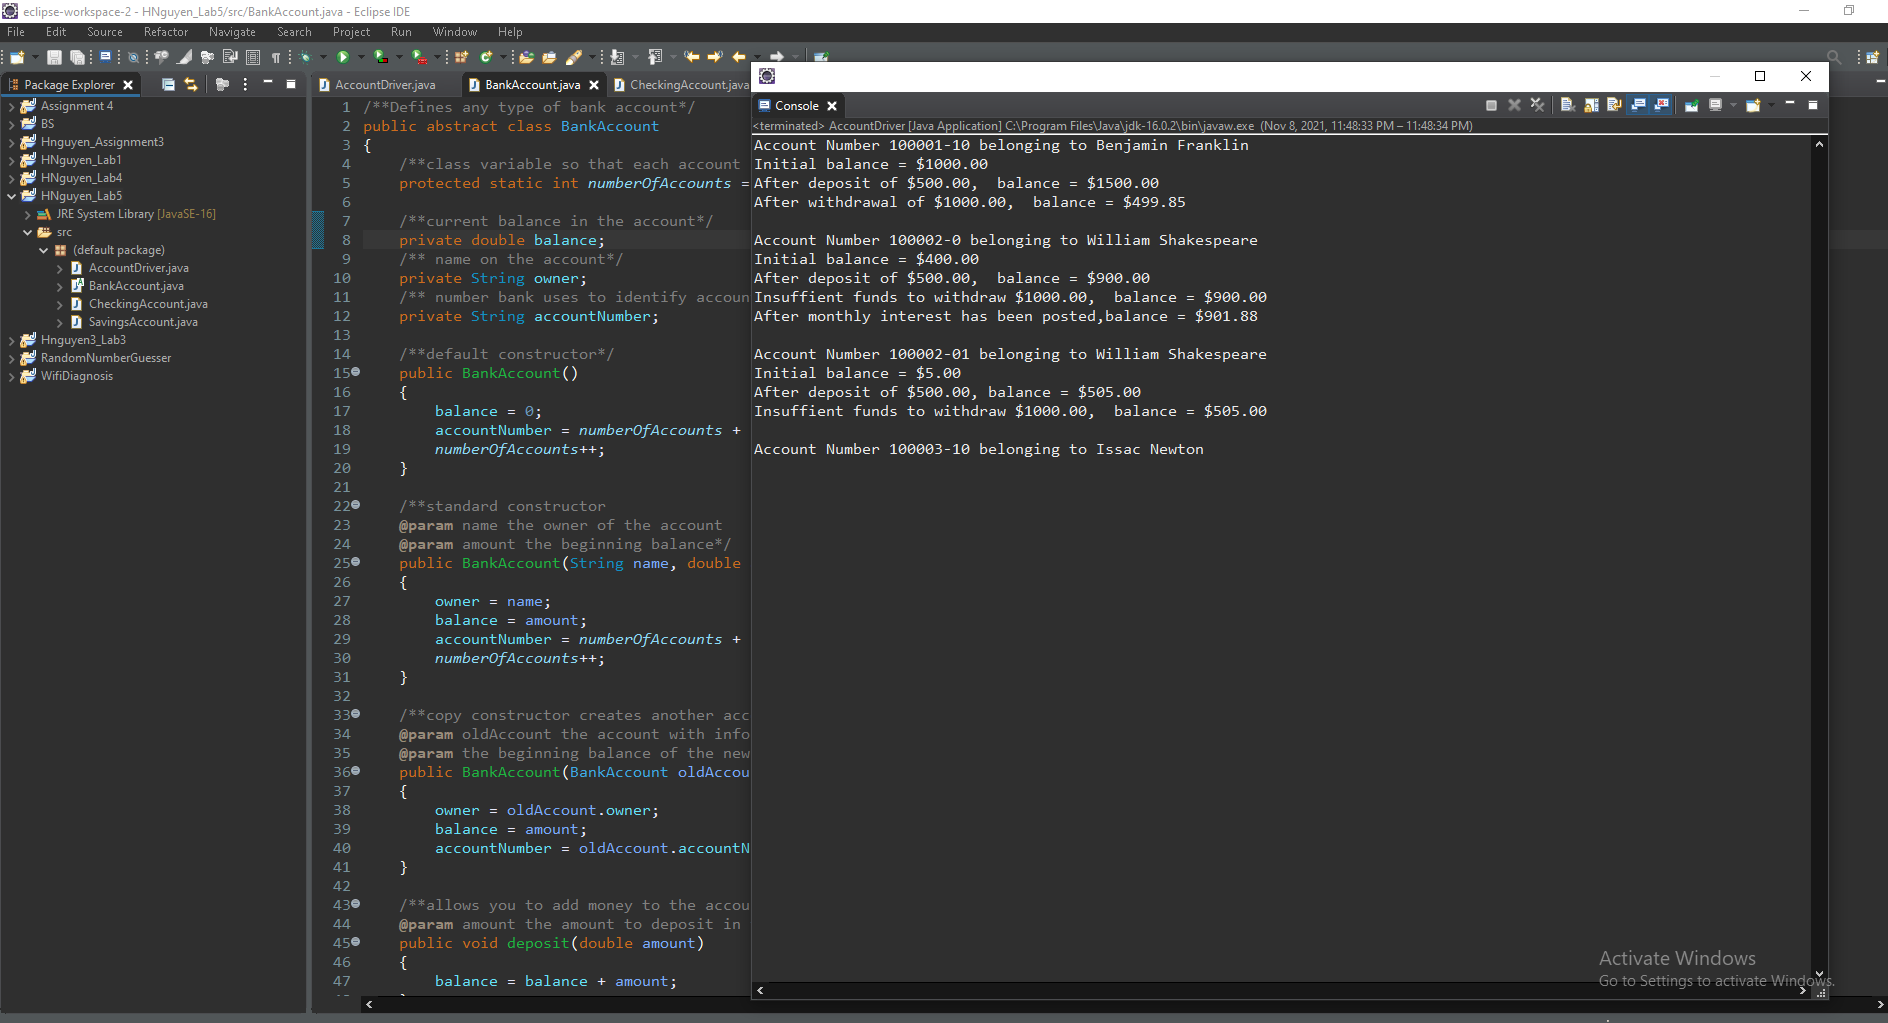 eclipse-workspace-2 - HNguyen_Lab5/src/BankAccount.java - Eclipse IDE
File Edit Source Refactor Navigate Search Project Run Window Help
Package Explorer
Assignment 4
BS
Hnguyen_Assignment3
HNguyen_Lab1
HNguyen_Lab4
HNguyen_Lab5
JRE System Library [JavaSE-16]
src
(default package)
AccountDriver.java
BankAccount.java
CheckingAccount.java
SavingsAccount.java
Hnguyen3_Lab3
RandomNumberGuesser
WifiDiagnosis
AccountDriver.java BankAccount.java CheckingAccount.java
1 /**Defines any type of bank account*/
2 public abstract class BankAccount
3 {
4 /**class variable so that each account
5 protected static int numberOfAccounts =
6
7 /**current balance in the account*/
8 private double balance;
9 /** name on the account*/
10 private String owner;
11 /** number bank uses to identify accoun
12 private String accountNumber;
13
14 /**default constructor*/
15 public BankAccount()
16 {
17 balance = 0;
18 accountNumber = numberOfAccounts +
19 numberOfAccounts++;
20 }
21
22 /**standard constructor
23 @param name the owner of the account
24 @param amount the beginning balance*/
25 public BankAccount(String name, double
26 {
27 owner = name;
28 balance = amount;
29 accountNumber = numberOfAccounts +
30 numberOfAccounts++;
31 }
32
33 /**copy constructor creates another acc
34 @param oldAccount the account with info
35 @param the beginning balance of the new
36 public BankAccount(BankAccount oldAccou
37 {
38 owner = oldAccount.owner;
39 balance = amount;
40 accountNumber = oldAccount.accountN
41 }
42
43 /**allows you to add money to the accou
44 @param amount the amount to deposit in
45 public void deposit(double amount)
46 {
47 balance = balance + amount;
Console
<terminated> AccountDriver [Java Application] C:\Program Files\Java\jdk-16.0.2\bin\javaw.exe (Nov 8, 2021, 11:48:33 PM – 11:48:34 PM)
Account Number 100001-10 belonging to Benjamin Franklin
Initial balance = $1000.00
After deposit of $500.00,  balance = $1500.00
After withdrawal of $1000.00,  balance = $499.85
Account Number 100002-0 belonging to William Shakespeare
Initial balance = $400.00
After deposit of $500.00,  balance = $900.00
Insuffient funds to withdraw $1000.00,  balance = $900.00
After monthly interest has been posted,balance = $901.88
Account Number 100002-01 belonging to William Shakespeare
Initial balance = $5.00
After deposit of $500.00, balance = $505.00
Insuffient funds to withdraw $1000.00,  balance = $505.00
Account Number 100003-10 belonging to Issac Newton
Activate Windows
Go to Settings to activate Windows.